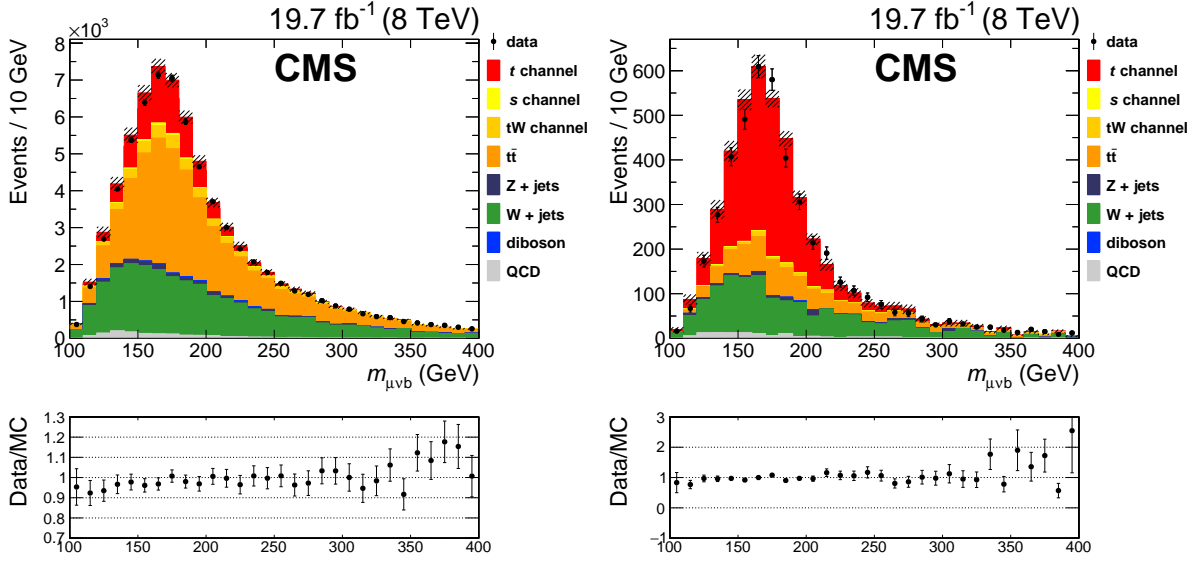 19.7 fb⁻¹ (8 TeV)
×10³
CMS
Events / 10 GeV
8
7
6
5
4
3
2
1
0
100 150 200 250 300 350 400
m_μνb (GeV)
data
t channel
s channel
tW channel
tt̄
Z + jets
W + jets
diboson
QCD
Data/MC
1.3
1.2
1.1
1
0.9
0.8
0.7
100 150 200 250 300 350 400
19.7 fb⁻¹ (8 TeV)
CMS
Events / 10 GeV
600
500
400
300
200
100
0
100 150 200 250 300 350 400
m_μνb (GeV)
data
t channel
s channel
tW channel
tt̄
Z + jets
W + jets
diboson
QCD
Data/MC
3
2
1
0
−1
100 150 200 250 300 350 400